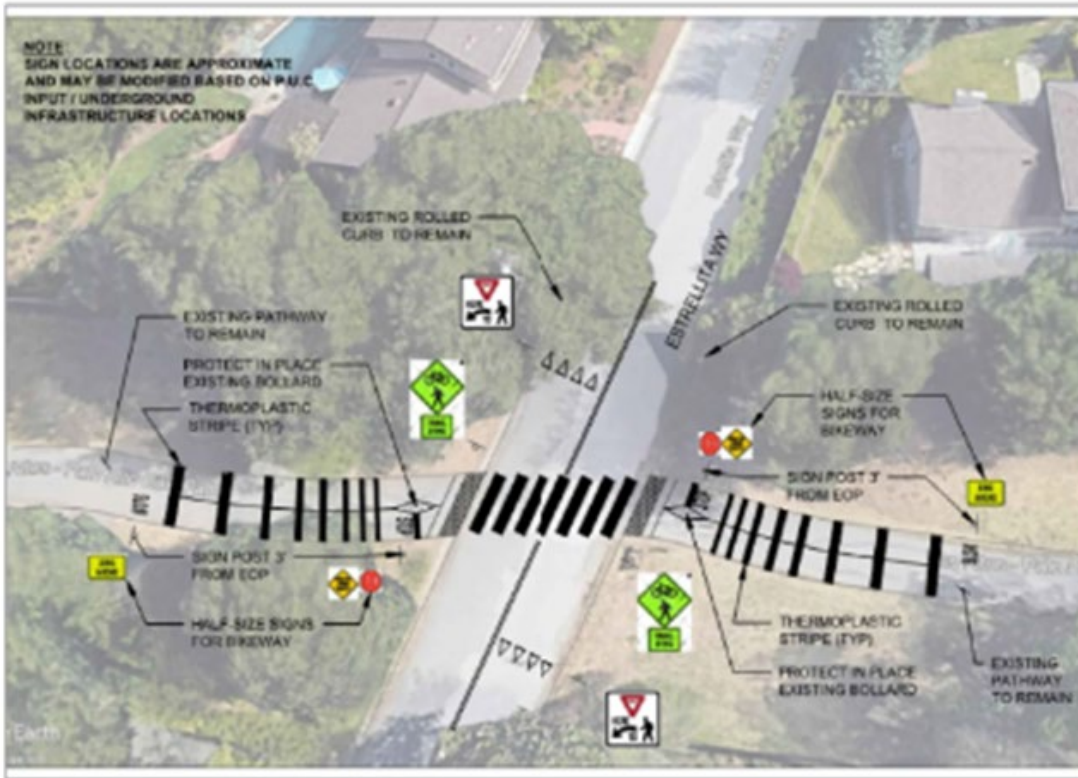 NOTE
SIGN LOCATIONS ARE APPROXIMATE
AND MAY BE MODIFIED BASED ON P.U.C
INPUT / UNDERGROUND
INFRASTRUCTURE LOCATIONS
EXISTING ROLLED
CURB TO REMAIN
ESTRELLITA WY
EXISTING ROLLED
CURB TO REMAIN
EXISTING PATHWAY
TO REMAIN
PROTECT IN PLACE
EXISTING BOLLARD
THERMOPLASTIC
STRIPE (TYP)
HALF-SIZE
SIGNS FOR
BIKEWAY
SIGN POST 3'
FROM EOP
SIGN POST 3'
FROM EOP
HALF-SIZE SIGNS
FOR BIKEWAY
THERMOPLASTIC
STRIPE (TYP)
PROTECT IN PLACE
EXISTING BOLLARD
EXISTING
PATHWAY
TO REMAIN
Earth